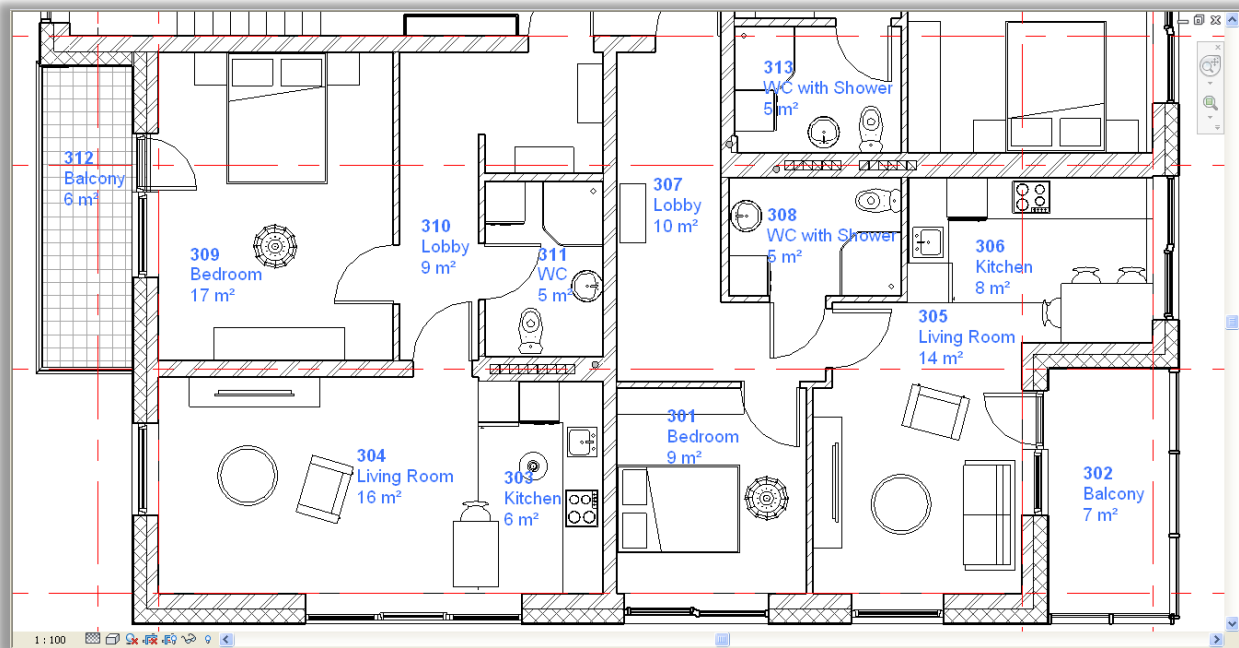 313
WC with Shower
5 m²
312
Balcony
6 m²
307
Lobby
10 m²
308
WC with Shower
5 m²
310
Lobby
9 m²
309
Bedroom
17 m²
311
WC
5 m²
306
Kitchen
8 m²
305
Living Room
14 m²
301
Bedroom
9 m²
304
Living Room
16 m²
303
Kitchen
6 m²
302
Balcony
7 m²
1 : 100